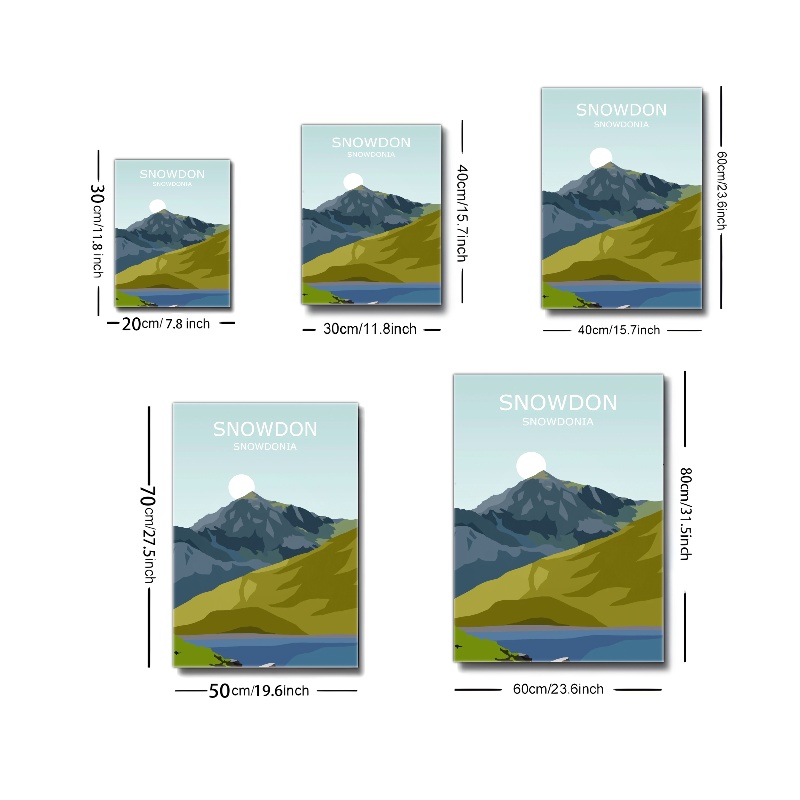 SNOWDON
SNOWDONIA
30cm/11.8 inch
20cm/7.8 inch
SNOWDON
SNOWDONIA
40cm/15.7inch
30cm/11.8inch
SNOWDON
SNOWDONIA
60cm/23.6inch
40cm/15.7inch
SNOWDON
SNOWDONIA
70cm/27.5inch
50cm/19.6inch
SNOWDON
SNOWDONIA
80cm/31.5inch
60cm/23.6inch